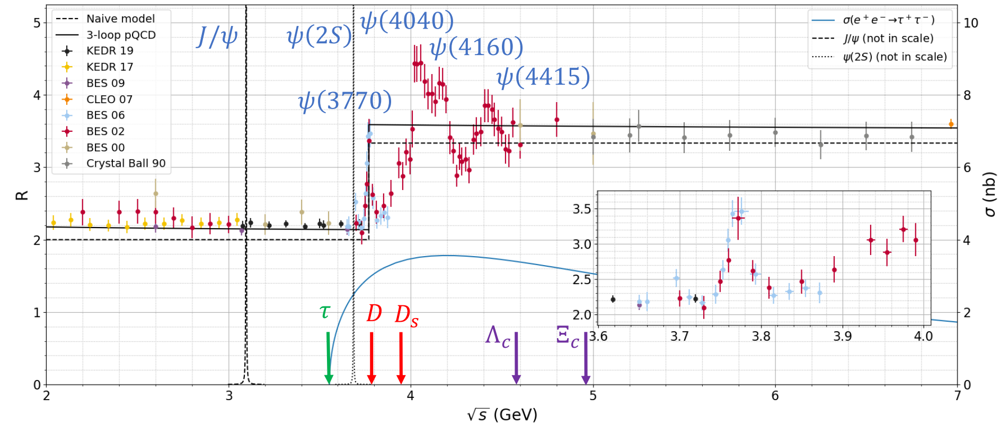 Naive model
3-loop pQCD
KEDR 19
KEDR 17
BES 09
CLEO 07
BES 06
BES 02
BES 00
Crystal Ball 90
J/ψ
ψ(2S)
ψ(4040)
ψ(4160)
ψ(4415)
ψ(3770)
σ(e⁺e⁻→τ⁺τ⁻)
J/ψ (not in scale)
ψ(2S) (not in scale)
5
4
3
2
1
0
R
10
8
6
4
2
0
σ (nb)
τ
D
Dₛ
Λ_c
Ξ_c
3.5
3.0
2.5
2.0
3.6
3.7
3.8
3.9
4.0
2
3
4
5
6
7
√s (GeV)